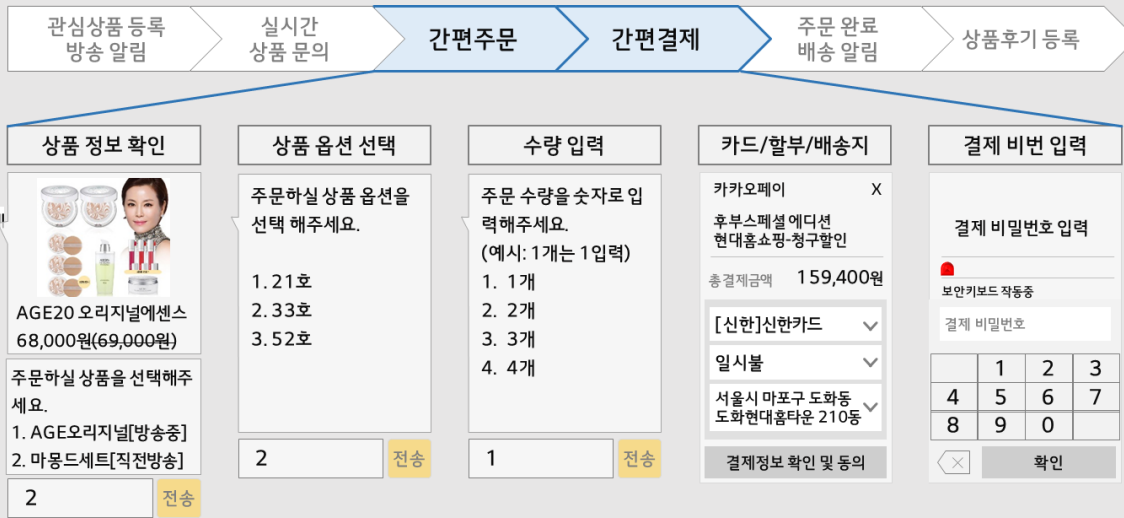 관심상품 등록
방송 알림
실시간
상품 문의
간편주문
간편결제
주문 완료
배송 알림
상품후기 등록
상품 정보 확인
AGE20 오리지널에센스
68,000원(69,000원)
주문하실 상품을 선택해주
세요.
1. AGE오리지널[방송중]
2. 마몽드세트[직전방송]
2
전송
상품 옵션 선택
주문하실 상품 옵션을
선택 해주세요.
1. 21호
2. 33호
3. 52호
2
전송
수량 입력
주문 수량을 숫자로 입
력해주세요.
(예시: 1개는 1입력)
1. 1개
2. 2개
3. 3개
4. 4개
1
전송
카드/할부/배송지
카카오페이 X
후부스페셜 에디션
현대홈쇼핑-청구할인
총결제금액 159,400원
[신한]신한카드
일시불
서울시 마포구 도화동
도화현대홈타운 210동
결제정보 확인 및 동의
결제 비번 입력
결제 비밀번호 입력
보안키보드 작동중
결제 비밀번호
1 2 3
4 5 6 7
8 9 0
확인